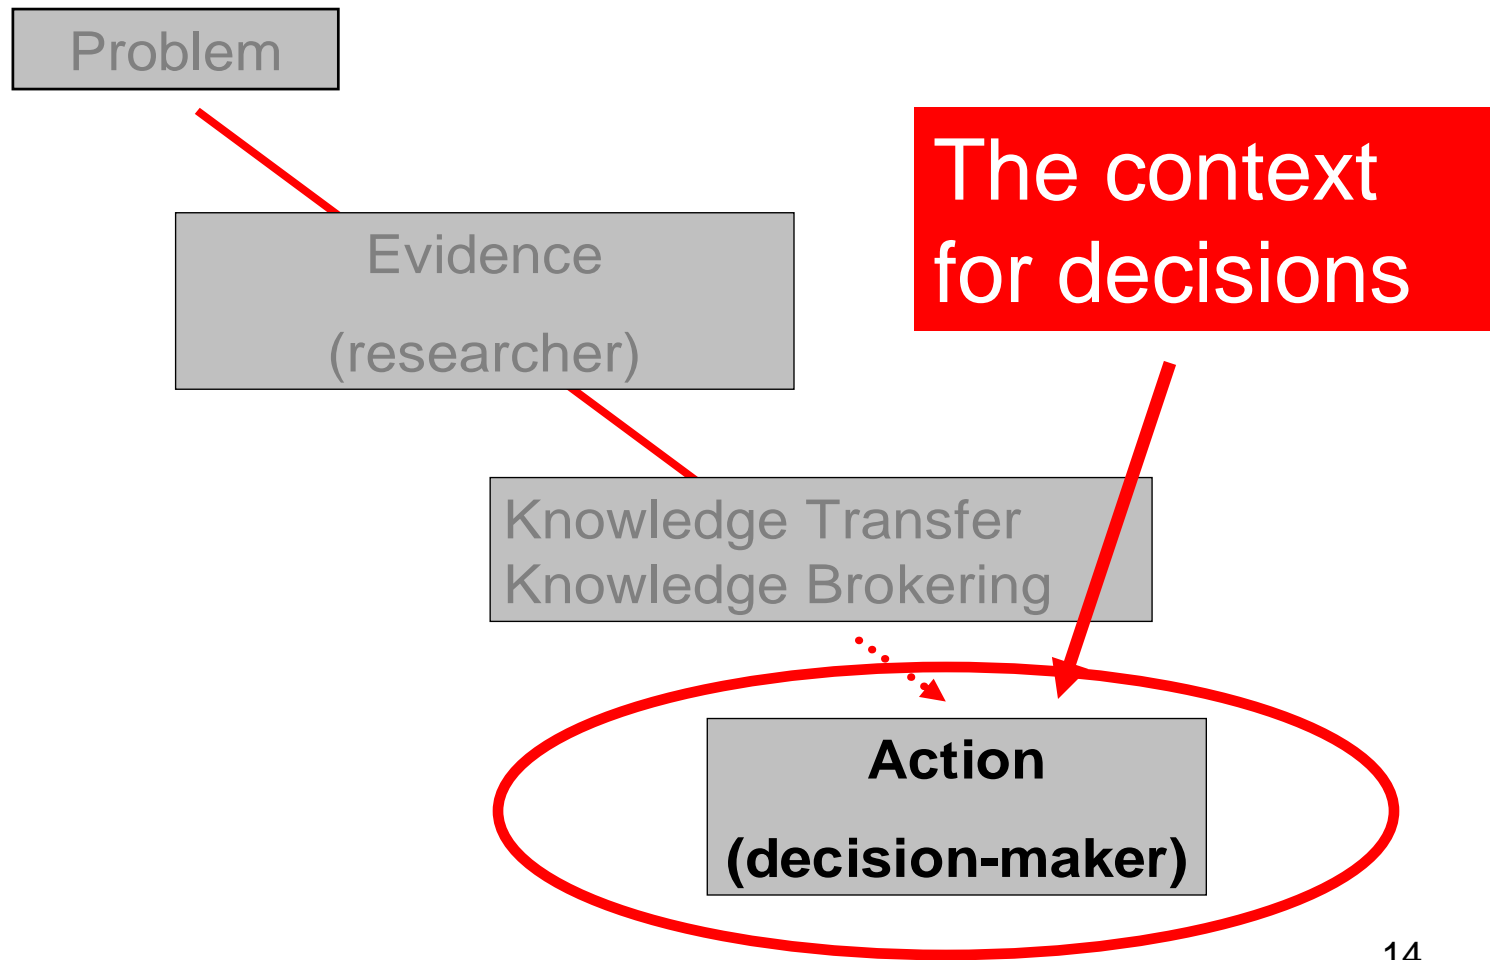 Problem
Evidence
(researcher)
The context
for decisions
Knowledge Transfer
Knowledge Brokering
Action
(decision-maker)
14